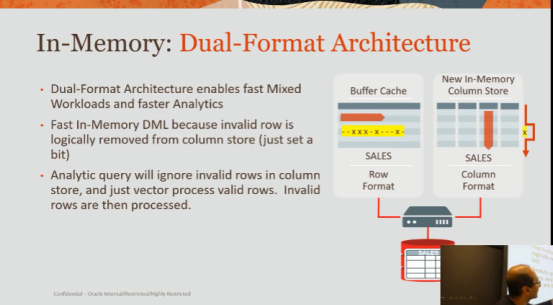 In-Memory: Dual-Format Architecture
• Dual-Format Architecture enables fast Mixed
Workloads and faster Analytics
• Fast In-Memory DML because invalid row is
logically removed from column store (just set a
bit)
• Analytic query will ignore invalid rows in column
store, and just vector process valid rows. Invalid
rows are then processed.
Buffer Cache
--xxx-x---x-
SALES
Row
Format
New In-Memory
Column Store
x
SALES
Column
Format
Confidential – Oracle Internal/Restricted/Highly Restricted